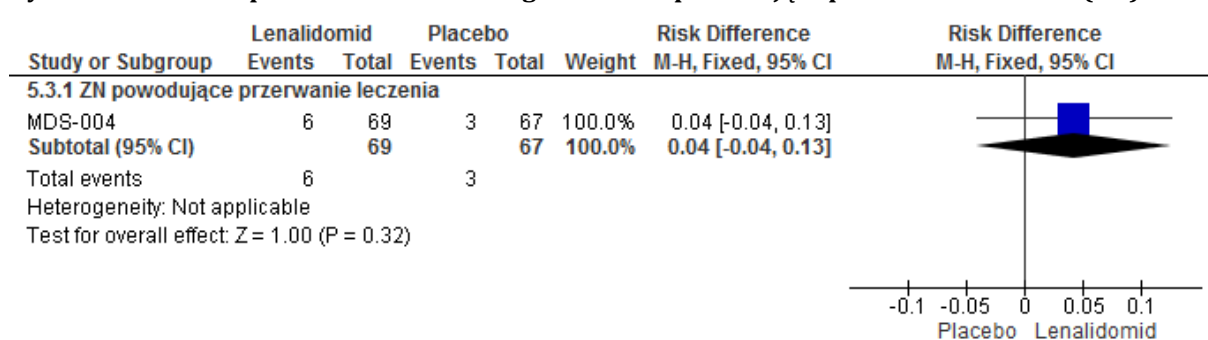 Lenalidomid Placebo Risk Difference Risk Difference
Study or Subgroup Events Total Events Total Weight M-H, Fixed, 95% CI M-H, Fixed, 95% CI
5.3.1 ZN powodujące przerwanie leczenia
MDS-004 6 69 3 67 100.0% 0.04 [-0.04, 0.13]
Subtotal (95% CI) 69 67 100.0% 0.04 [-0.04, 0.13]
Total events 6 3
Heterogeneity: Not applicable
Test for overall effect: Z = 1.00 (P = 0.32)
-0.1 -0.05 0 0.05 0.1
Placebo Lenalidomid